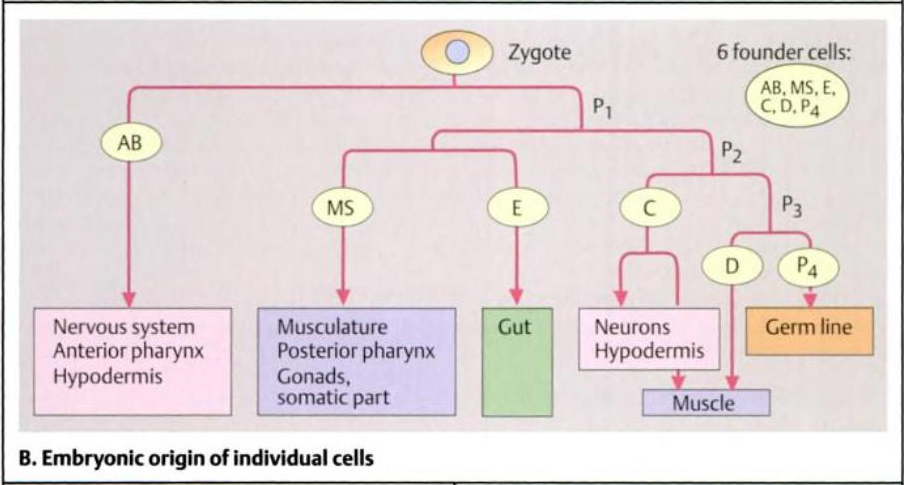 Zygote
6 founder cells:
AB, MS, E,
C, D, P4
P1
AB
P2
MS
E
C
P3
D
P4
Nervous system
Anterior pharynx
Hypodermis
Musculature
Posterior pharynx
Gonads,
somatic part
Gut
Neurons
Hypodermis
Germ line
Muscle
B. Embryonic origin of individual cells